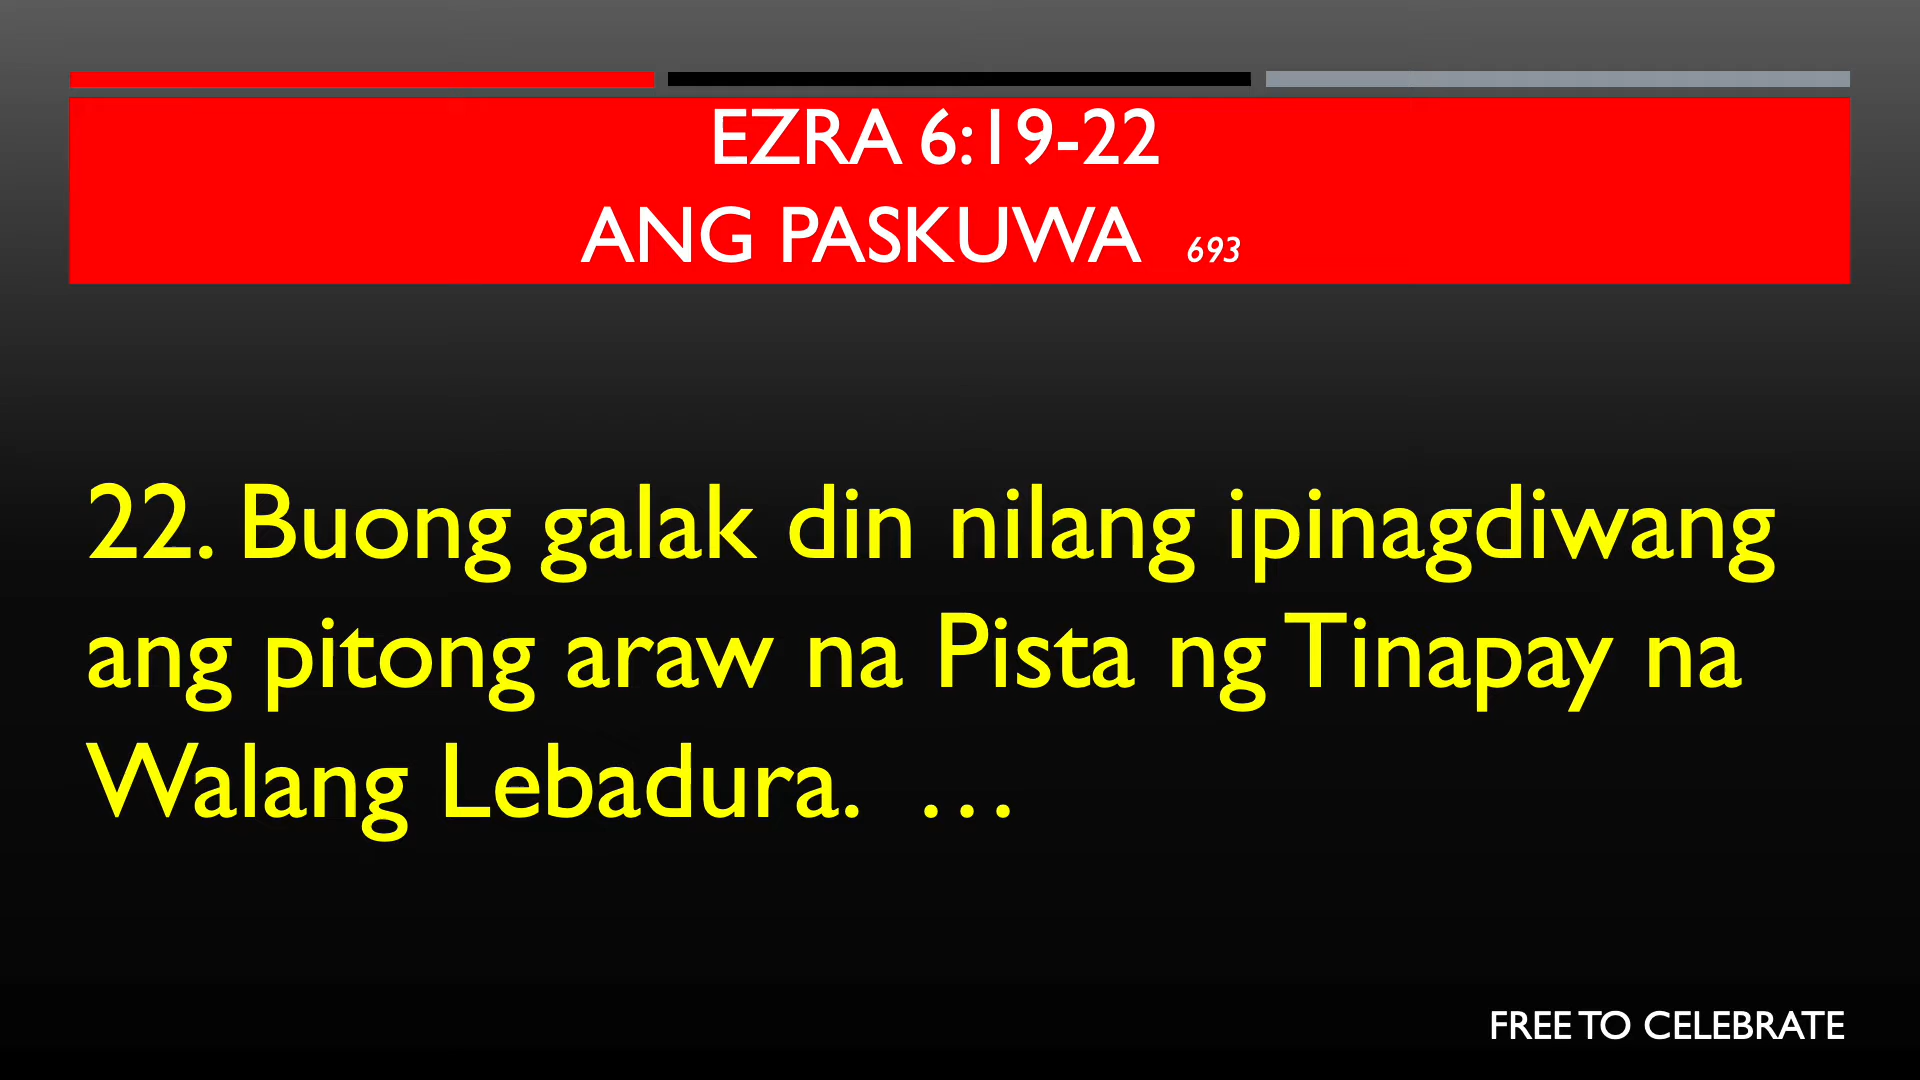 EZRA 6:19-22
ANG PASKUWA 693
22. Buong galak din nilang ipinagdiwang
ang pitong araw na Pista ng Tinapay na
Walang Lebadura. …
FREE TO CELEBRATE